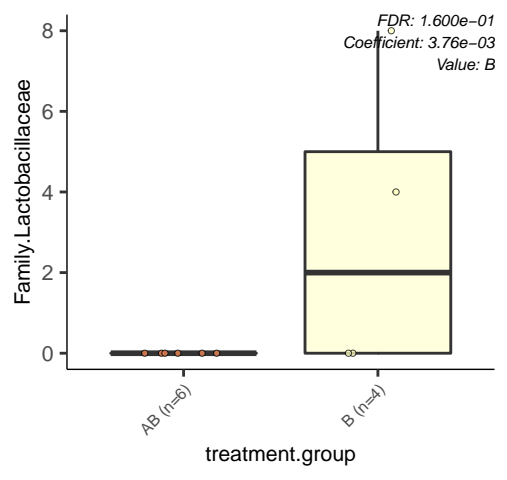 FDR: 1.600e−01
Coefficient: 3.76e−03
Value: B
Family.Lactobacillaceae
8
6
4
2
0
AB (n=6)
B (n=4)
treatment.group